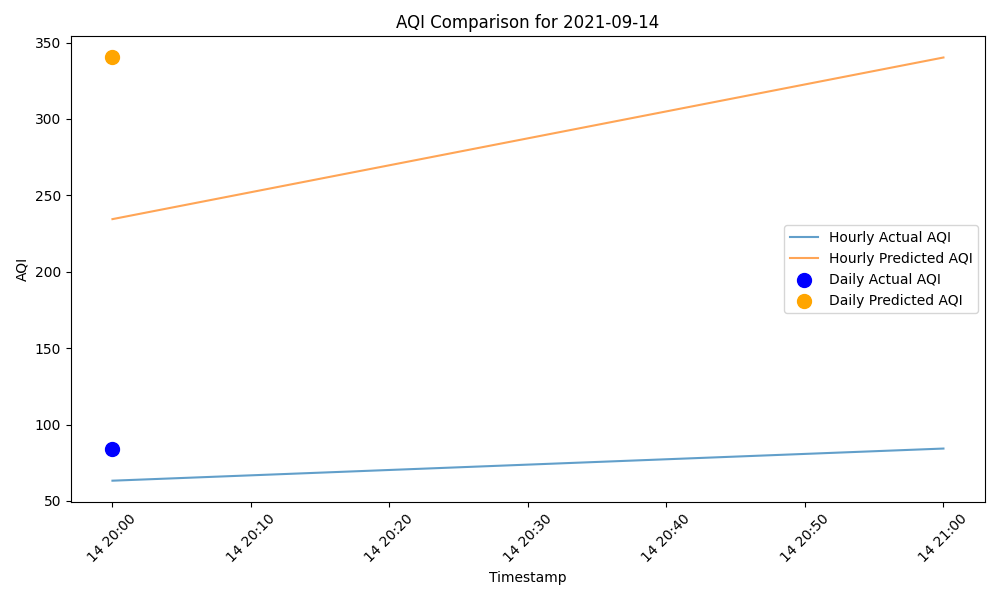 AQI Comparison for 2021-09-14
350
300
250
200
150
100
50
AQI
Hourly Actual AQI
Hourly Predicted AQI
Daily Actual AQI
Daily Predicted AQI
14 20:00
14 20:10
14 20:20
14 20:30
14 20:40
14 20:50
14 21:00
Timestamp